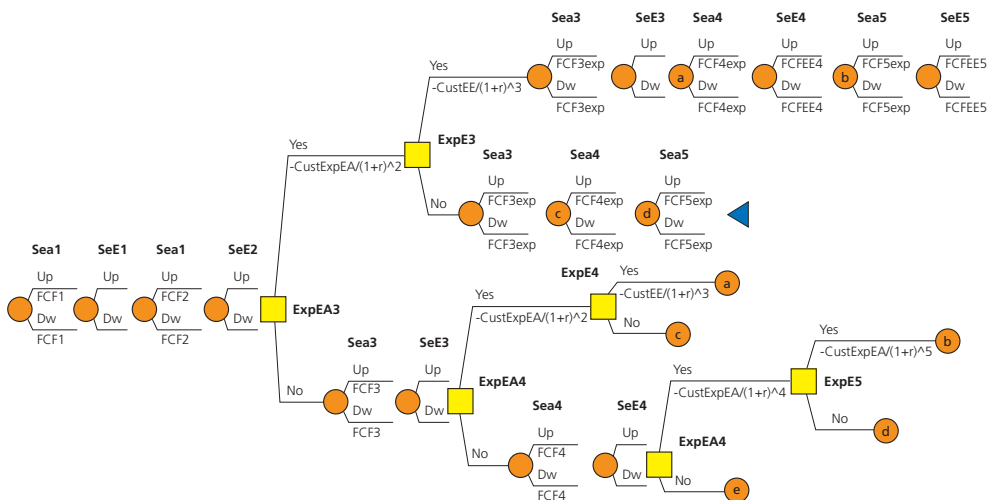 Sea3 SeE3 Sea4 SeE4 Sea5 SeE5
Up Up Up Up Up Up
Yes FCF3exp FCF4exp FCFEE4 FCF5exp FCFEE5
a b
-CustEE/(1+r)^3 Dw Dw Dw Dw Dw Dw
FCF3exp FCF4exp FCFEE4 FCF5exp FCFEE5
Yes ExpE3
-CustExpEA/(1+r)^2 Sea3 Sea4 Sea5
Up Up Up
No FCF3exp FCF4exp FCF5exp
c d
Dw Dw Dw
FCF3exp FCF4exp FCF5exp
Sea1 SeE1 Sea1 SeE2
Up Up Up Up
FCF1 FCF2
Dw Dw Dw Dw
FCF1 FCF2
ExpEA3
ExpE4 Yes a
Yes -CustEE/(1+r)^3
-CustExpEA/(1+r)^2 No c
Sea3 SeE3
Up Up
No FCF3
Dw Dw
FCF3
ExpEA4
Yes b
-CustExpEA/(1+r)^5
Yes ExpE5
-CustExpEA/(1+r)^4
No d
Sea4 SeE4
Up Up
No FCF4
Dw Dw
FCF4
ExpEA4
No e